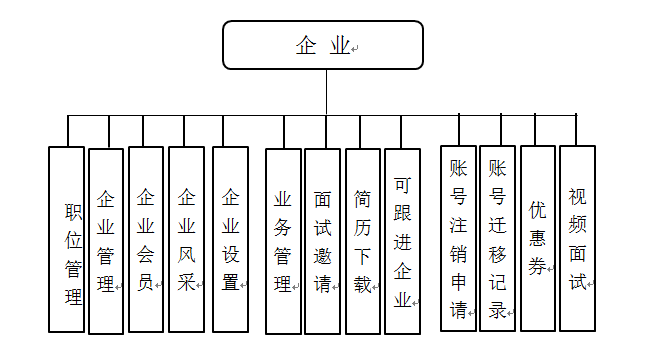 企 业
职位管理
企业管理
企业会员
企业风采
企业设置
业务管理
面试邀请
简历下载
可跟进企业
账号注销申请
账号迁移记录
优惠券
视频面试